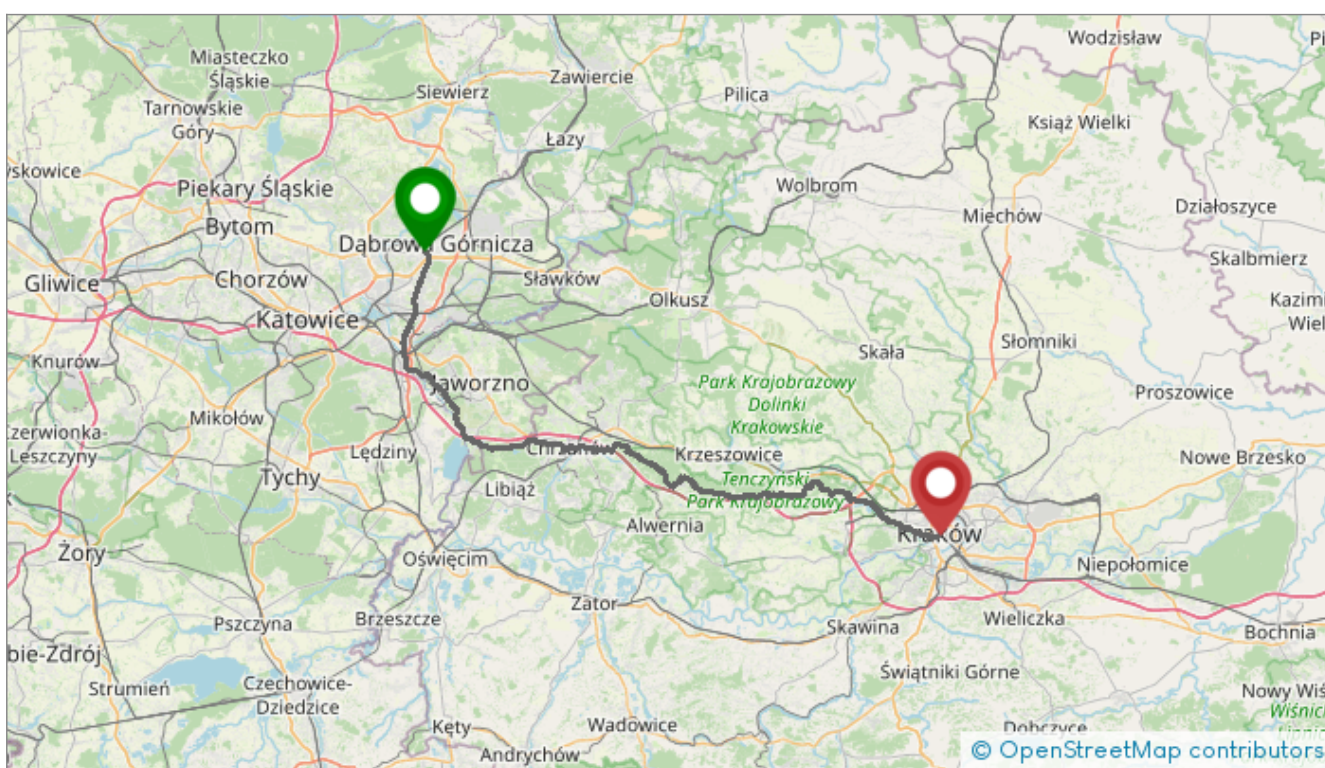 Wodzisław
Miasteczko
Śląskie
Zawiercie
Siewierz
Pilica
Tarnowskie
Góry
Książ Wielki
Łazy
yskowice
Piekary Śląskie
Wolbrom
Miechów
Działoszyce
Bytom
Dąbrowa Górnicza
Skalbmierz
Gliwice
Chorzów
Sławków
Olkusz
Katowice
Słomniki
Skała
Knurów
Jaworzno
Park Krajobrazowy
Dolinki
Krakowskie
Proszowice
Mikołów
Czerwionka-
Leszczyny
Lędziny
Chrzanów
Krzeszowice
Nowe Brzesko
Tychy
Libiąż
Tenczyński
Park Krajobrazowy
Alwernia
Kraków
Żory
Oświęcim
Niepołomice
Zator
Brzeszcze
Pszczyna
Skawina
Wieliczka
Bochnia
bie-Zdrój
Strumień
Czechowice-
Dziedzice
Świątniki Górne
Nowy Wiś
Kęty
Wadowice
Dobczyce
Andrychów
© OpenStreetMap contributors